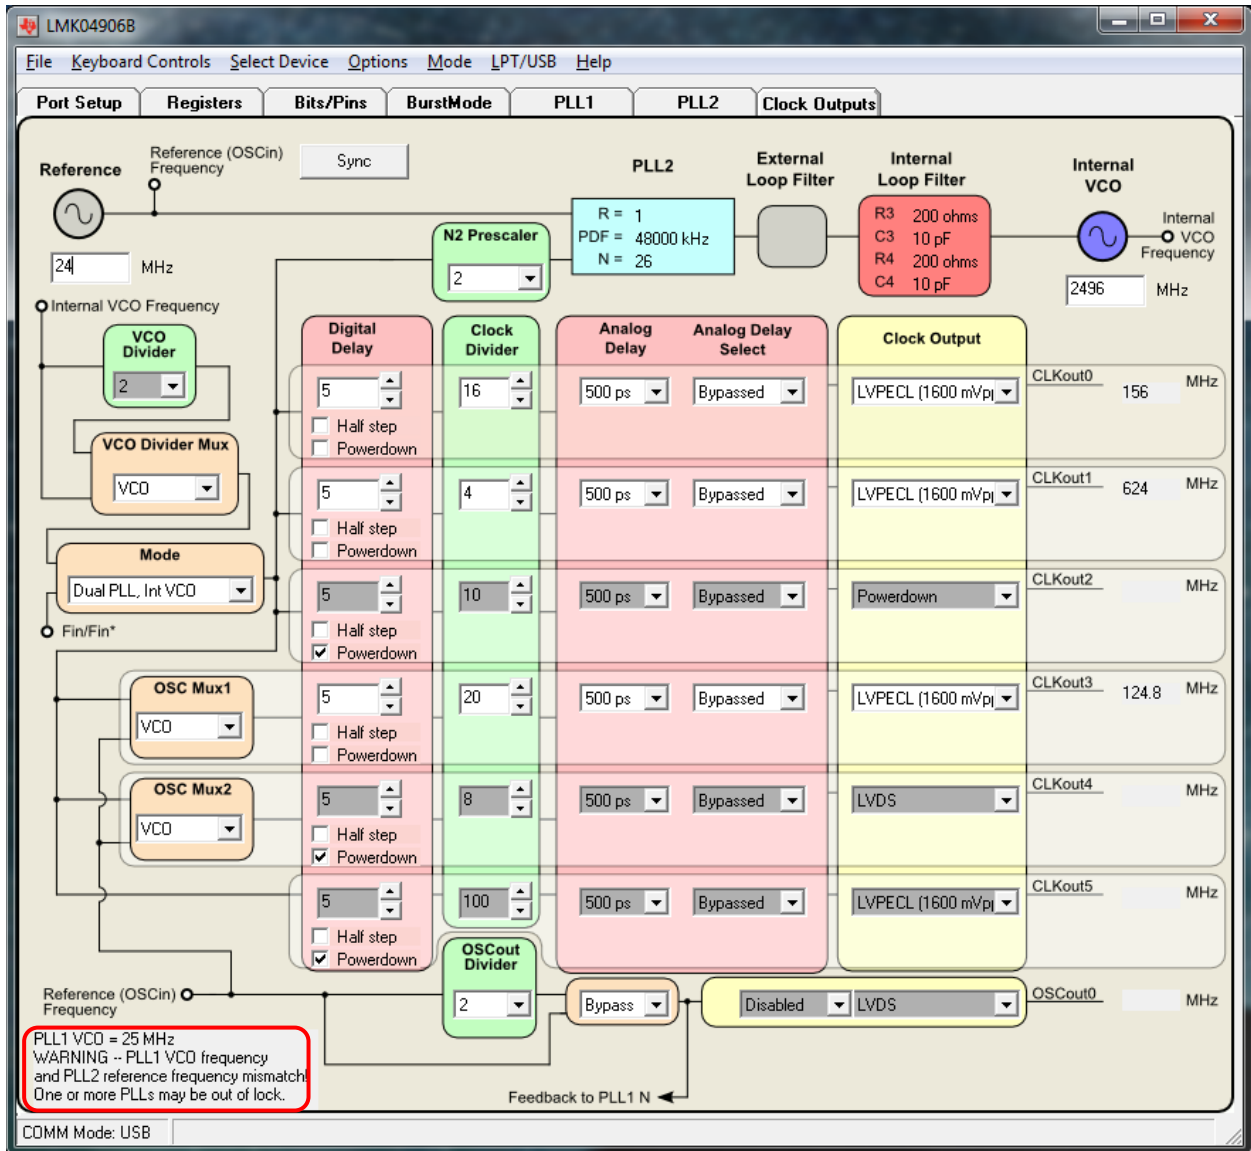 LMK04906B
File Keyboard Controls Select Device Options Mode LPT/USB Help
Port Setup Registers Bits/Pins BurstMode PLL1 PLL2 Clock Outputs
Reference
Reference (OSCin)
Frequency
Sync
24 MHz
PLL2
R = 1
PDF = 48000 kHz
N = 26
External
Loop Filter
Internal
Loop Filter
R3 200 ohms
C3 10 pF
R4 200 ohms
C4 10 pF
Internal
VCO
Internal
VCO
Frequency
2496 MHz
N2 Prescaler
2
Internal VCO Frequency
VCO
Divider
2
VCO Divider Mux
VCO
Mode
Dual PLL, Int VCO
Fin/Fin*
OSC Mux1
VCO
OSC Mux2
VCO
Digital
Delay
Clock
Divider
Analog
Delay
Analog Delay
Select
Clock Output
5 16 500 ps Bypassed LVPECL (1600 mVp CLKout0 156 MHz
Half step
Powerdown
5 4 500 ps Bypassed LVPECL (1600 mVp CLKout1 624 MHz
Half step
Powerdown
5 10 500 ps Bypassed Powerdown CLKout2 MHz
Half step
Powerdown
5 20 500 ps Bypassed LVPECL (1600 mVp CLKout3 124.8 MHz
Half step
Powerdown
5 8 500 ps Bypassed LVDS CLKout4 MHz
Half step
Powerdown
5 100 500 ps Bypassed LVPECL (1600 mVp CLKout5 MHz
Half step
Powerdown
Reference (OSCin)
Frequency
OSCout
Divider
2 Bypass Disabled LVDS OSCout0 MHz
PLL1 VCO = 25 MHz
WARNING -- PLL1 VCO frequency
and PLL2 reference frequency mismatch!
One or more PLLs may be out of lock.
Feedback to PLL1 N
COMM Mode: USB